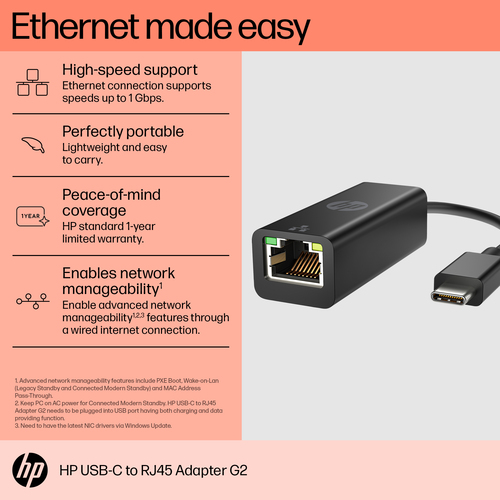 Ethernet made easy
High-speed support
Ethernet connection supports
speeds up to 1 Gbps.
Perfectly portable
Lightweight and easy
to carry.
1YEAR
Peace-of-mind
coverage
HP standard 1-year
limited warranty.
Enables network
manageability¹
Enable advanced network
manageability¹,²,³ features through
a wired internet connection.
hp
1. Advanced network manageability features include PXE Boot, Wake-on-Lan
(Legacy Standby and Connected Modern Standby) and MAC Address
Pass-Through.
2. Keep PC on AC power for Connected Modern Standby. HP USB-C to RJ45
Adapter G2 needs to be plugged into USB port having both charging and data
providing function.
3. Need to have the latest NIC drivers via Windows Update.
hp
HP USB-C to RJ45 Adapter G2